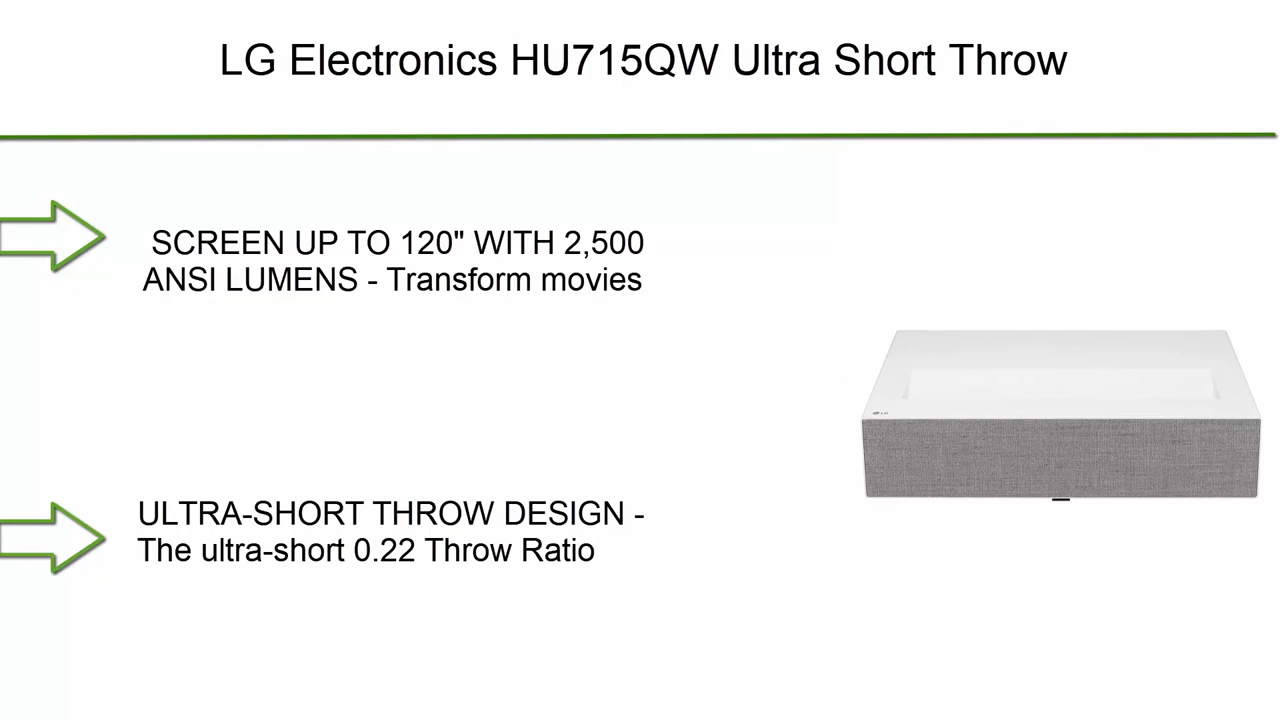 LG Electronics HU715QW Ultra Short Throw
SCREEN UP TO 120" WITH 2,500
ANSI LUMENS - Transform movies
ULTRA-SHORT THROW DESIGN -
The ultra-short 0.22 Throw Ratio
LG